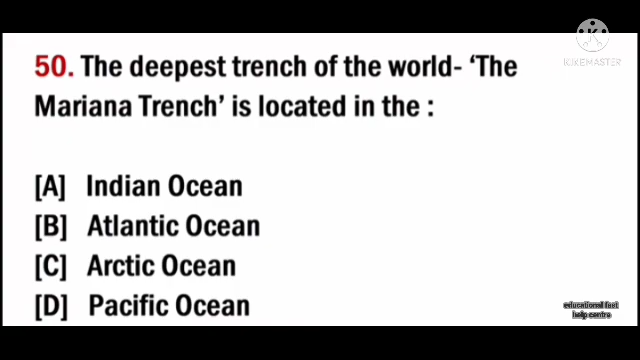 KINEMASTER
50. The deepest trench of the world- ‘The
Mariana Trench’ is located in the :
[A] Indian Ocean
[B] Atlantic Ocean
[C] Arctic Ocean
[D] Pacific Ocean
educational fast
help centre